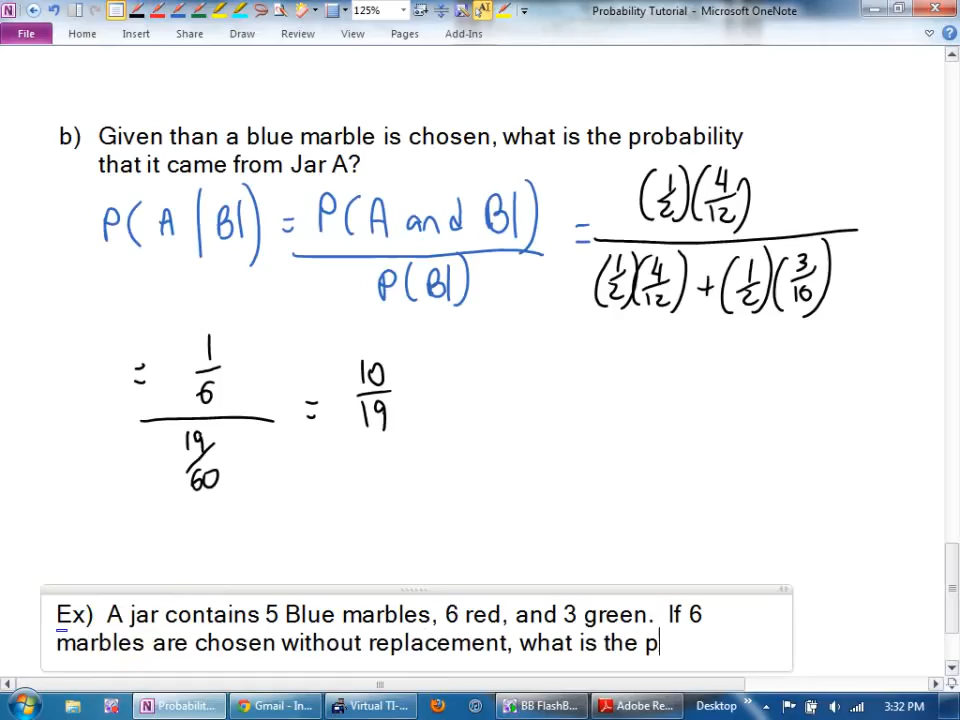 125%
Probability Tutorial - Microsoft OneNote
File Home Insert Share Draw Review View Pages Add-Ins
b) Given than a blue marble is chosen, what is the probability
that it came from Jar A?
P(A|Bl) = P(A and Bl) / P(Bl) = (1/2)(4/12) / (1/2)(4/12) + (1/2)(3/10)
= 1/6 / 19/60 = 10/19
Ex) A jar contains 5 Blue marbles, 6 red, and 3 green. If 6
marbles are chosen without replacement, what is the p
Probabilit... Gmail - In... Virtual TI-... BB FlashB... Adobe Re... Desktop 3:32 PM